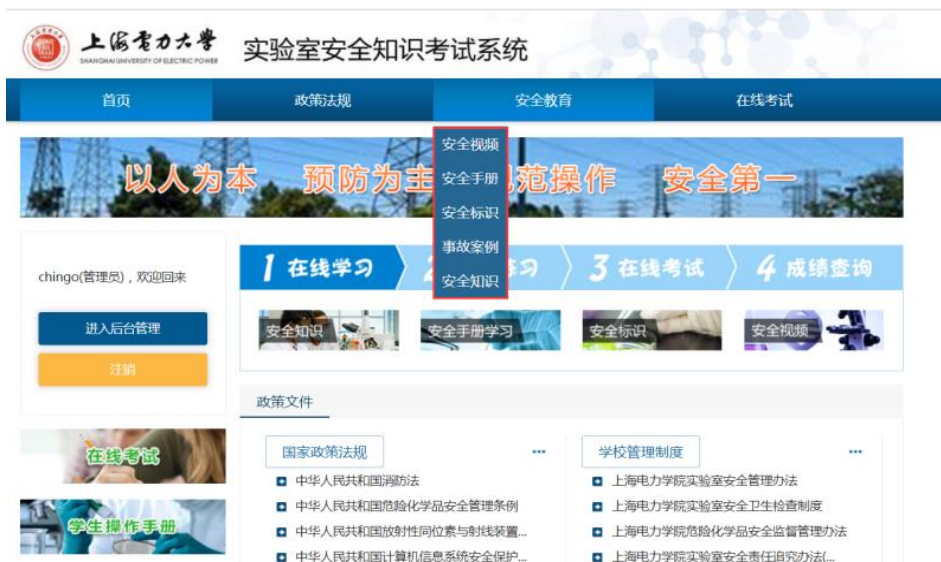 上海电力大学
SHANGHAI UNIVERSITY OF ELECTRIC POWER
实验室安全知识考试系统
首页 政策法规 安全教育 在线考试
安全视频
安全手册
安全标识
事故案例
安全知识
以人为本 预防为主 范操作 安全第一
chingo(管理员)，欢迎回来
进入后台管理
注销
1 在线学习 2 习 3 在线考试 4 成绩查询
安全知识 安全手册学习 安全标识 安全视频
政策文件
在线考试
学生操作手册
国家政策法规 ...
中华人民共和国消防法
中华人民共和国危险化学品安全管理条例
中华人民共和国放射性同位素与射线装置...
中华人民共和国计算机信息系统安全保护...
学校管理制度 ...
上海电力学院实验室安全管理办法
上海电力学院实验室安全卫生检查制度
上海电力学院危险化学品安全监督管理办法
上海电力学院实验室安全责任追究办法(...